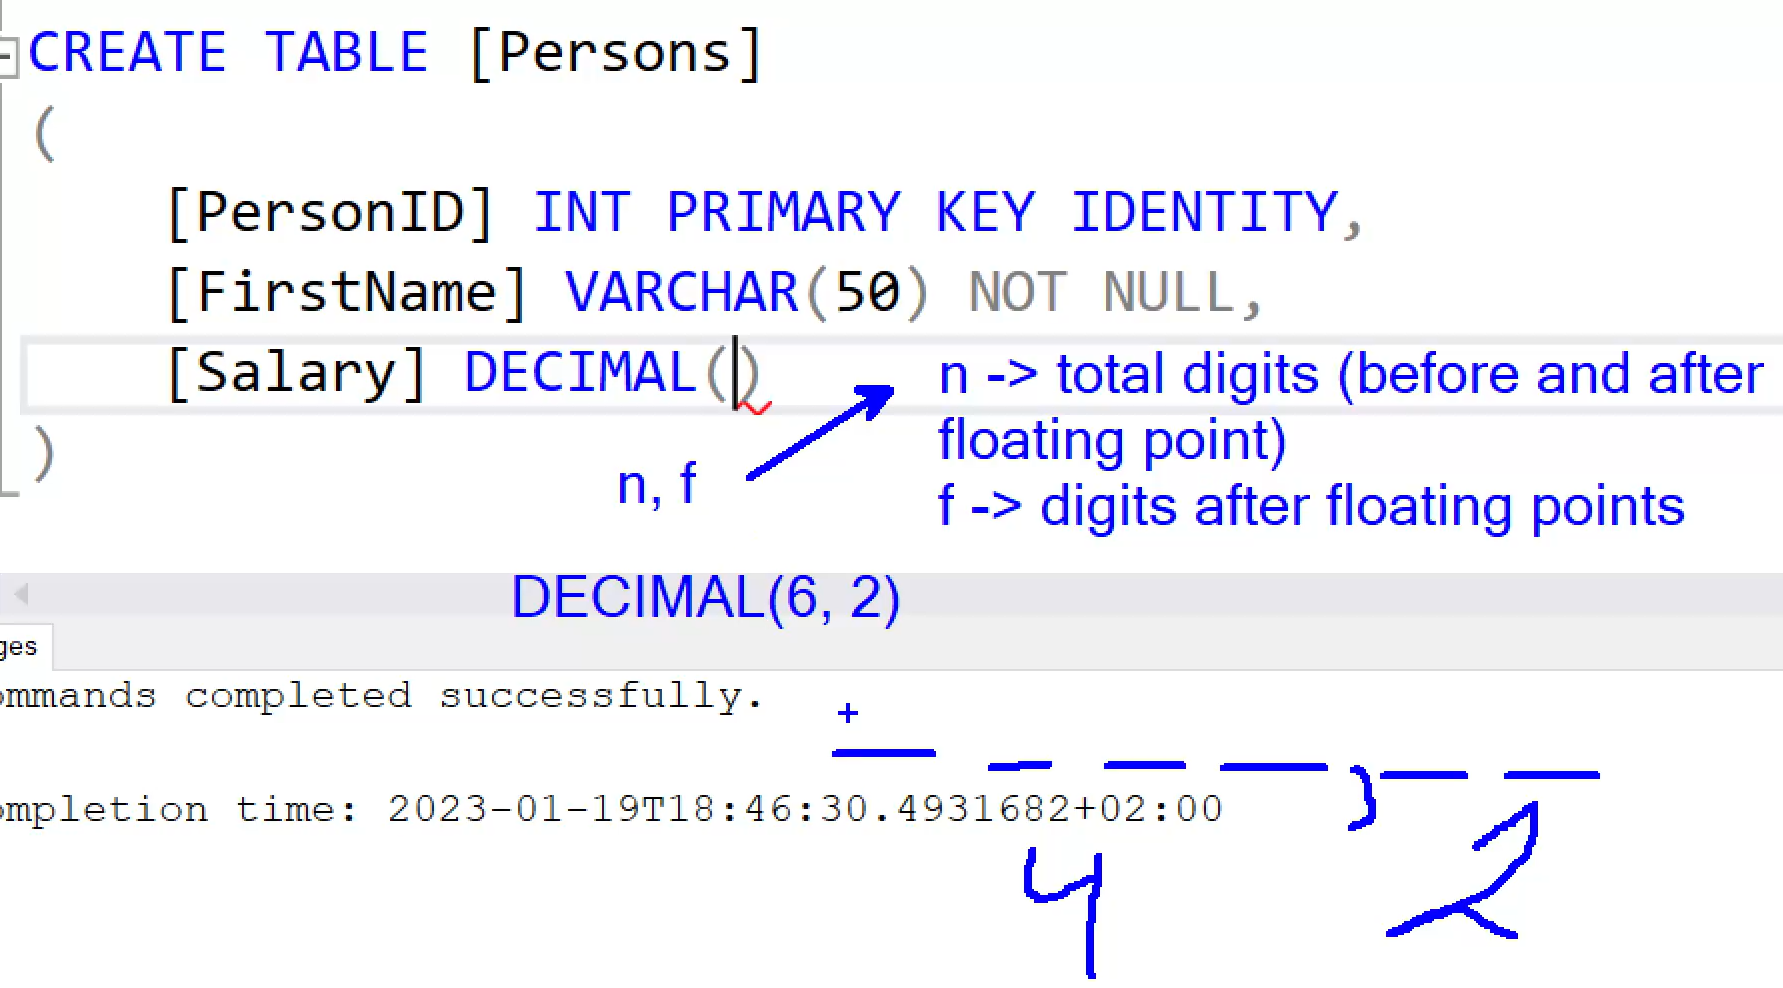 CREATE TABLE [Persons]
(
[PersonID] INT PRIMARY KEY IDENTITY,
[FirstName] VARCHAR(50) NOT NULL,
[Salary] DECIMAL()
n -> total digits (before and after
floating point)
f -> digits after floating points
n, f
)
DECIMAL(6, 2)
ges
ommands completed successfully.
+
,
ompletion time: 2023-01-19T18:46:30.4931682+02:00
4
2